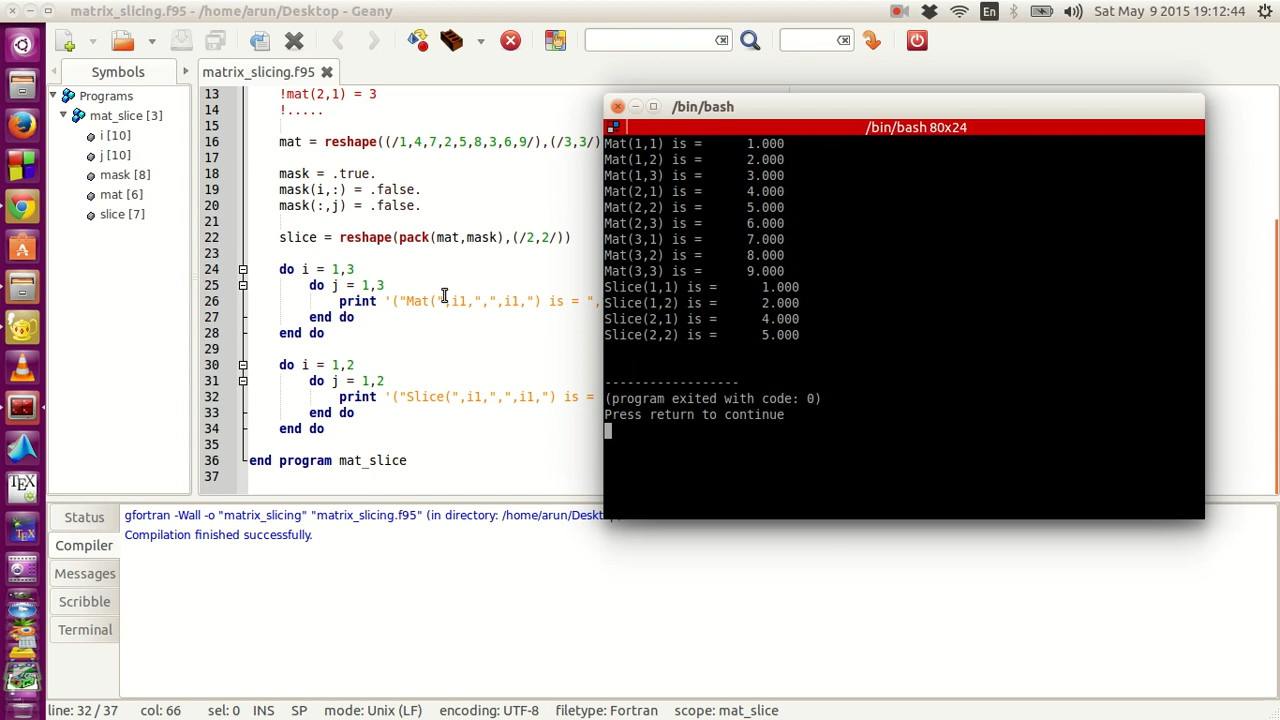 matrix_slicing.f95 - /home/arun/Desktop - Geany
En
Sat May 9 2015 19:12:44
Symbols
matrix_slicing.f95
Programs
mat_slice [3]
i [10]
j [10]
mask [8]
mat [6]
slice [7]
13 !mat(2,1) = 3
14 !.....
15
16 mat = reshape((/1,4,7,2,5,8,3,6,9/),(/3,3/)
17
18 mask = .true.
19 mask(i,:) = .false.
20 mask(:,j) = .false.
21
22 slice = reshape(pack(mat,mask),(/2,2/))
23
24 do i = 1,3
25 do j = 1,3
26 print '("Mat(",i1,",",i1,") is = ",
27 end do
28 end do
29
30 do i = 1,2
31 do j = 1,2
32 print '("Slice(",i1,",",i1,") is =
33 end do
34 end do
35
36 end program mat_slice
37
/bin/bash
/bin/bash 80x24
Mat(1,1) is = 1.000
Mat(1,2) is = 2.000
Mat(1,3) is = 3.000
Mat(2,1) is = 4.000
Mat(2,2) is = 5.000
Mat(2,3) is = 6.000
Mat(3,1) is = 7.000
Mat(3,2) is = 8.000
Mat(3,3) is = 9.000
Slice(1,1) is = 1.000
Slice(1,2) is = 2.000
Slice(2,1) is = 4.000
Slice(2,2) is = 5.000
------------------
(program exited with code: 0)
Press return to continue
Status
Compiler
Messages
Scribble
Terminal
gfortran -Wall -o "matrix_slicing" "matrix_slicing.f95" (in directory: /home/arun/Deskt
Compilation finished successfully.
TEX
TEX
line: 32 / 37 col: 66 sel: 0 INS SP mode: Unix (LF) encoding: UTF-8 filetype: Fortran scope: mat_slice